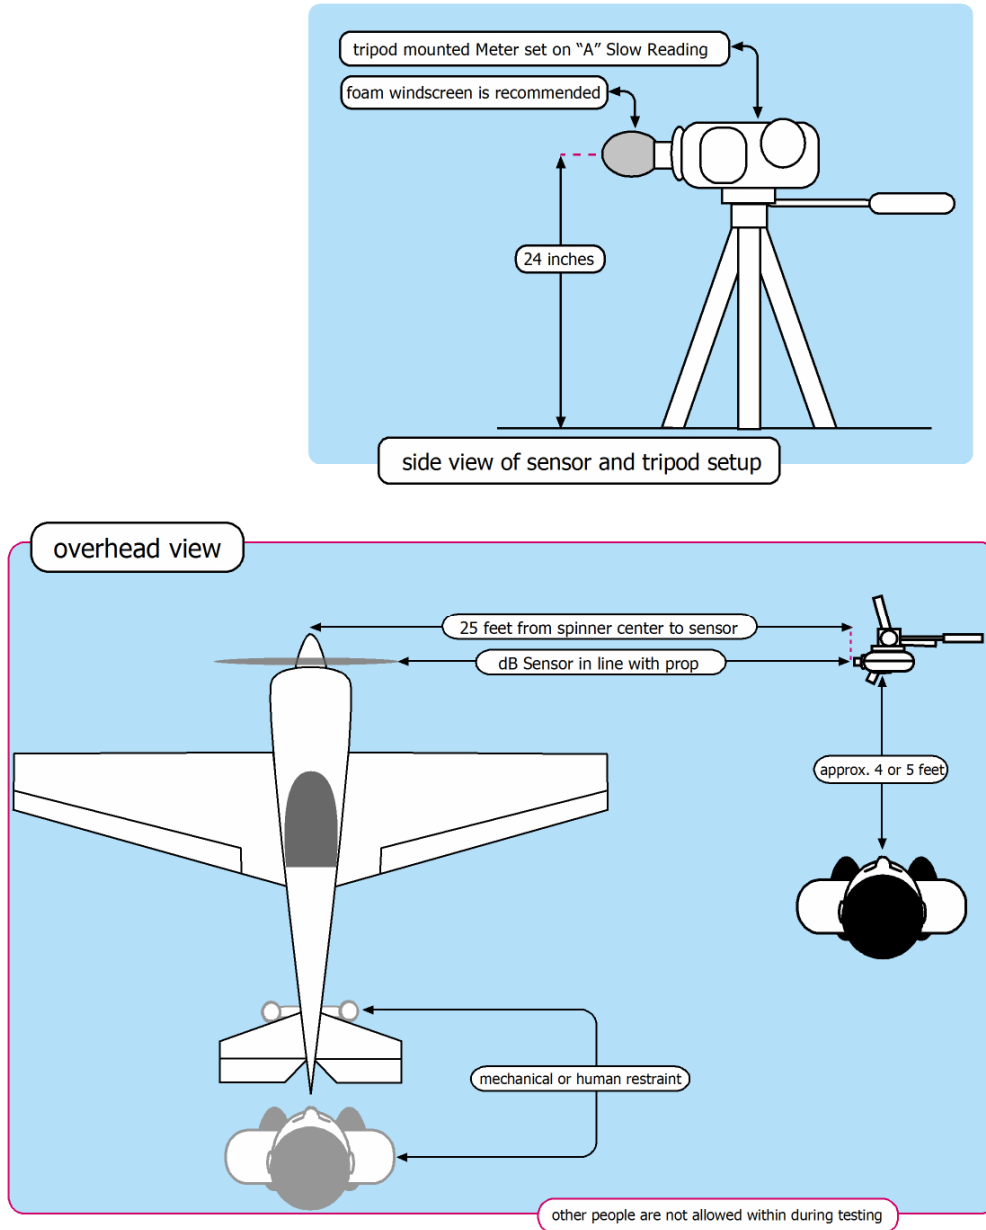 tripod mounted Meter set on “A” Slow Reading
foam windscreen is recommended
24 inches
side view of sensor and tripod setup
overhead view
25 feet from spinner center to sensor
dB Sensor in line with prop
approx. 4 or 5 feet
mechanical or human restraint
other people are not allowed within during testing